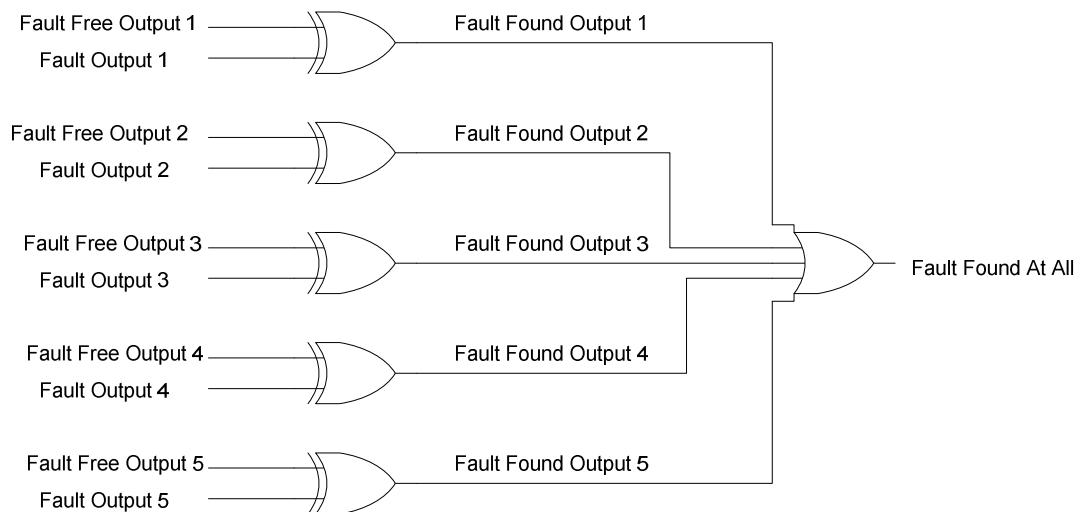 Fault Free Output 1
Fault Output 1
Fault Found Output 1
Fault Free Output 2
Fault Output 2
Fault Found Output 2
Fault Free Output 3
Fault Output 3
Fault Found Output 3
Fault Found At All
Fault Free Output 4
Fault Output 4
Fault Found Output 4
Fault Free Output 5
Fault Output 5
Fault Found Output 5